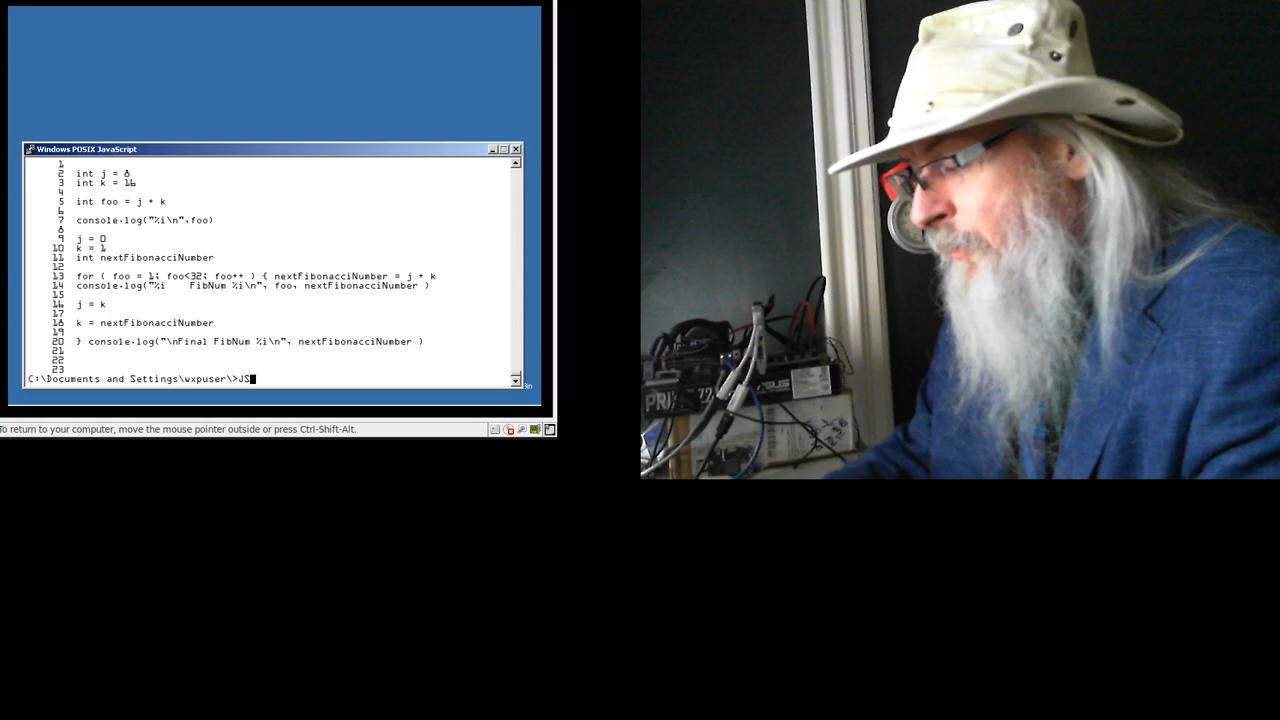 Windows POSIX JavaScript
1
2 int j = 8
3 int k = 16
4
5 int foo = j + k
6
7 console.log("%i\n",foo)
8
9 j = 0
10 k = 1
11 int nextFibonacciNumber
12
13 for ( foo = 1; foo<32; foo++ ) { nextFibonacciNumber = j + k
14 console.log("%i    FibNum %i\n", foo, nextFibonacciNumber )
15
16 j = k
17
18 k = nextFibonacciNumber
19
20 } console.log("\nFinal FibNum %i\n", nextFibonacciNumber )
21
22
23
C:\Documents and Settings\wxpuser\>JS
To return to your computer, move the mouse pointer outside or press Ctrl-Shift-Alt.
ASUS